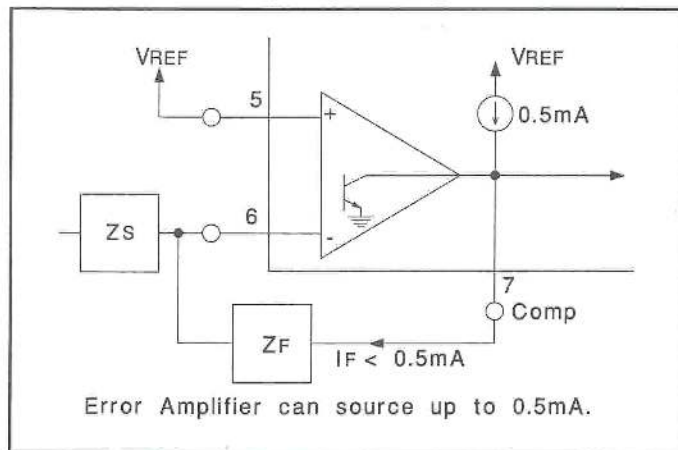 VREF
VREF
5
+
0.5mA
ZS
6
-
7
Comp
ZF
IF < 0.5mA
Error Amplifier can source up to 0.5mA.